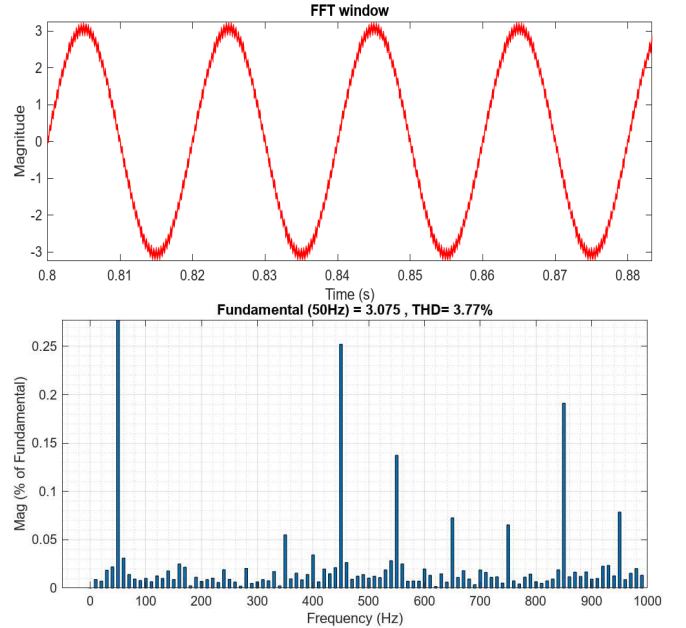 FFT window
3
2
1
0
-1
-2
-3
Magnitude
0.8 0.81 0.82 0.83 0.84 0.85 0.86 0.87 0.88
Time (s)
Fundamental (50Hz) = 3.075 , THD= 3.77%
0.25
0.2
0.15
0.1
0.05
0
Mag (% of Fundamental)
0 100 200 300 400 500 600 700 800 900 1000
Frequency (Hz)